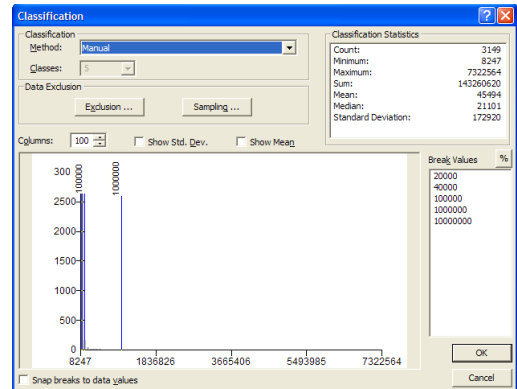 Classification
Classification
Method: Manual
Classes: 5
Data Exclusion
Exclusion ... Sampling ...
Classification Statistics
Count: 3149
Minimum: 8247
Maximum: 7322564
Sum: 143260620
Mean: 45494
Median: 21101
Standard Deviation: 172920
Columns: 100 Show Std. Dev. Show Mean
Break Values %
20000
40000
100000
1000000
10000000
300
100000
1000000
2500
2000
1500
1000
500
0
8247 1836826 3665406 5493985 7322564
OK
Snap breaks to data values
Cancel